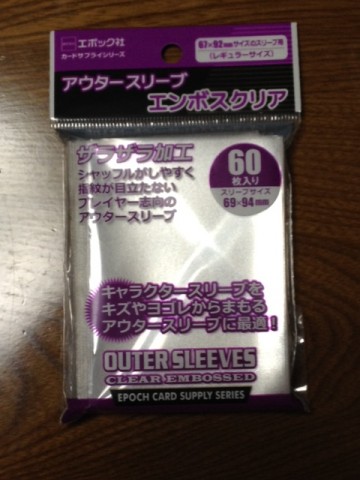 エポック社
カードサプライシリーズ
67×92mmサイズのスリーブ用
(レギュラーサイズ)
アウタースリーブ
エンボスクリア
ザラザラ加工
シャッフルがしやすく
指紋が目立たない
プレイヤー志向の
アウタースリーブ
60
枚入り
スリーブサイズ
69×94mm
キャラクタースリーブを
キズやヨゴレからまもる
アウタースリーブに最適!
OUTER SLEEVES
CLEAR EMBOSSED
EPOCH CARD SUPPLY SERIES